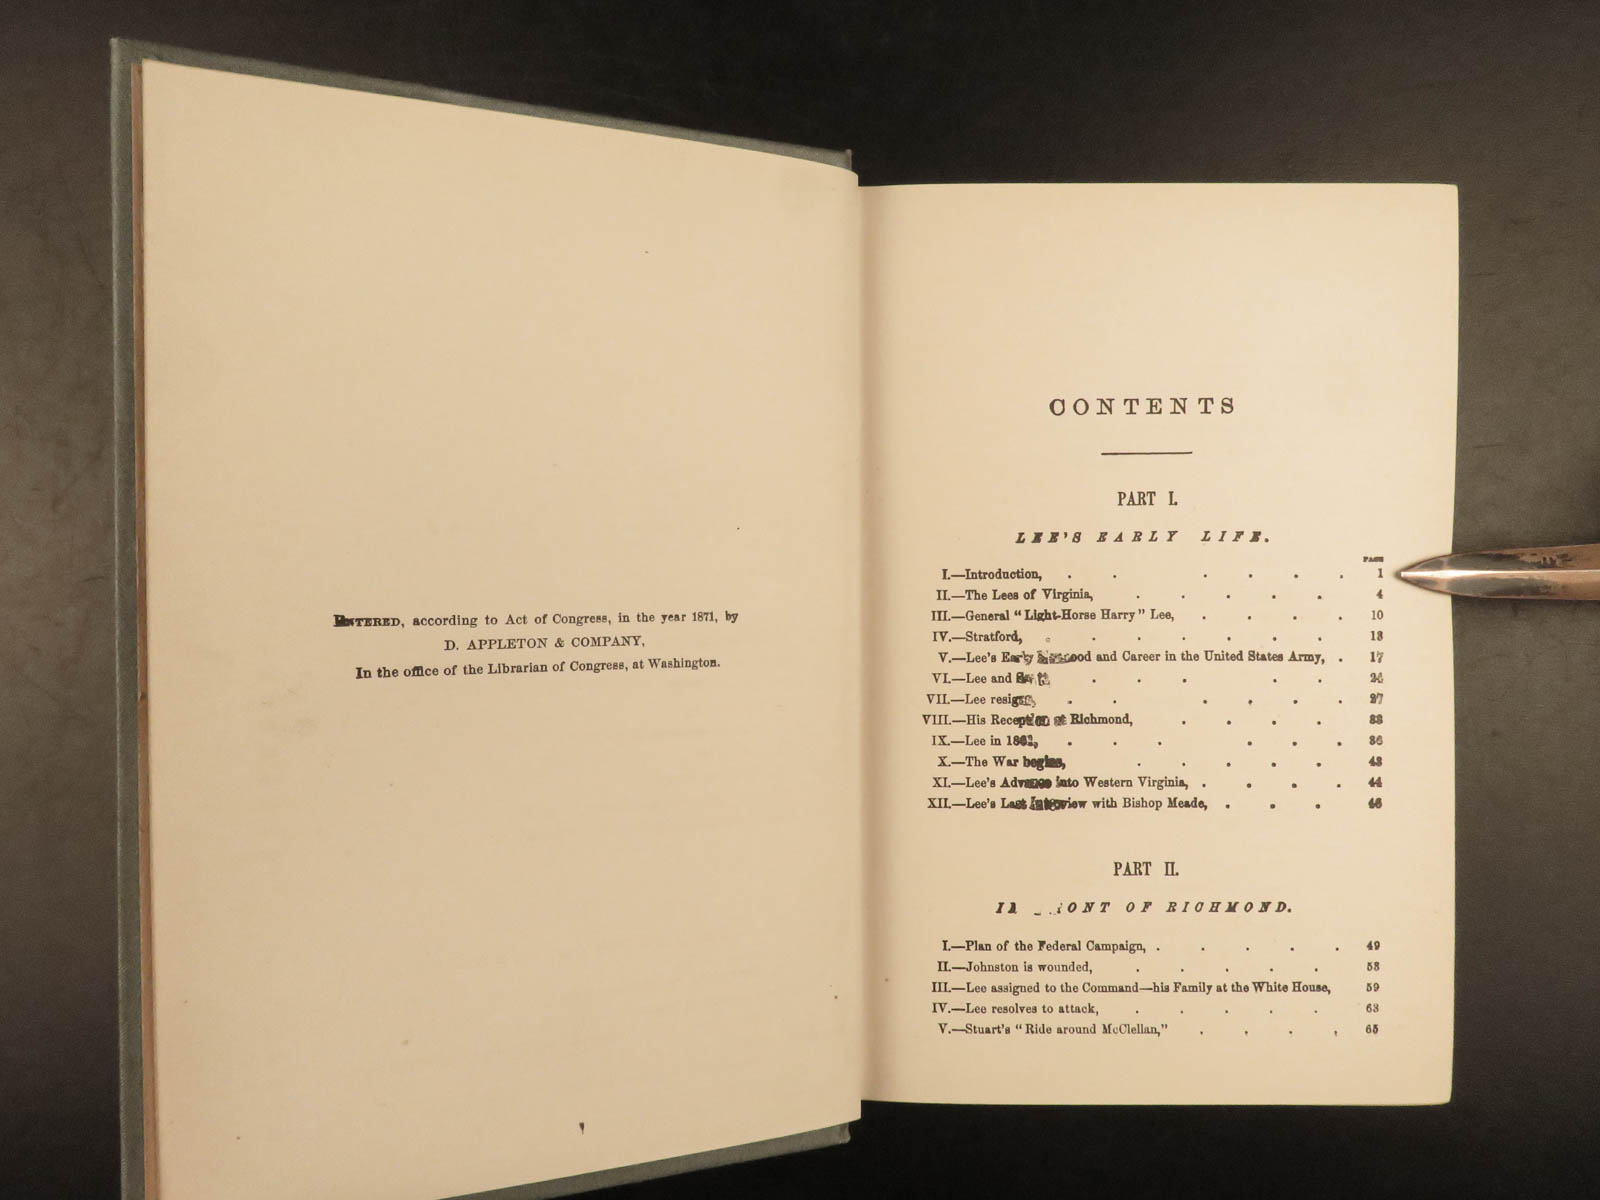 ENTERED, according to Act of Congress, in the year 1871, by
D. APPLETON & COMPANY,
In the office of the Librarian of Congress, at Washington.
CONTENTS
PART I.
LEE'S EARLY LIFE.
PAGE
I.—Introduction, . . . . . . 1
II.—The Lees of Virginia, . . . . . 4
III.—General "Light-Horse Harry" Lee, . . . . 10
IV.—Stratford, . . . . . . . 13
V.—Lee's Early and Career in the United States Army, . 17
VI.—Lee and . . . . .
VII.—Lee . . . . . . 27
VIII.—His Reception at Richmond, . . . . 33
IX.—Lee in . . . . . . 36
X.—The War begins, . . . . . 43
XI.—Lee's Advance into Western Virginia, . . . . 44
XII.—Lee's Last Interview with Bishop Meade, . . . 46
PART II.
OF RICHMOND.
I.—Plan of the Federal Campaign, . . . . . 49
II.—Johnston is wounded, . . . . . 53
III.—Lee assigned to the Command—his Family at the White House, 59
IV.—Lee resolves to attack, . . . . . 63
V.—Stuart's "Ride around McClellan," . . . . 65